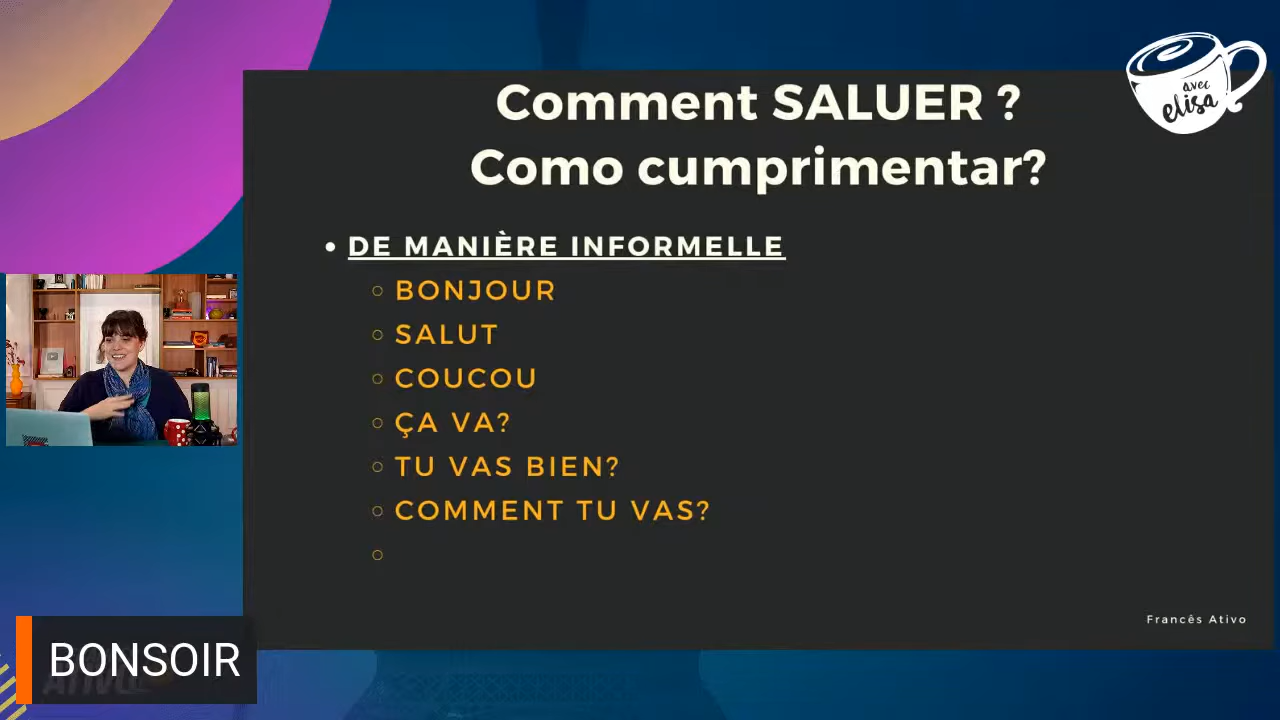 Comment SALUER ?
Como cumprimentar?
DE MANIÈRE INFORMELLE
BONJOUR
SALUT
COUCOU
ÇA VA?
TU VAS BIEN?
COMMENT TU VAS?
Francês Ativo
avec
elisa
BONSOIR
ATIVO